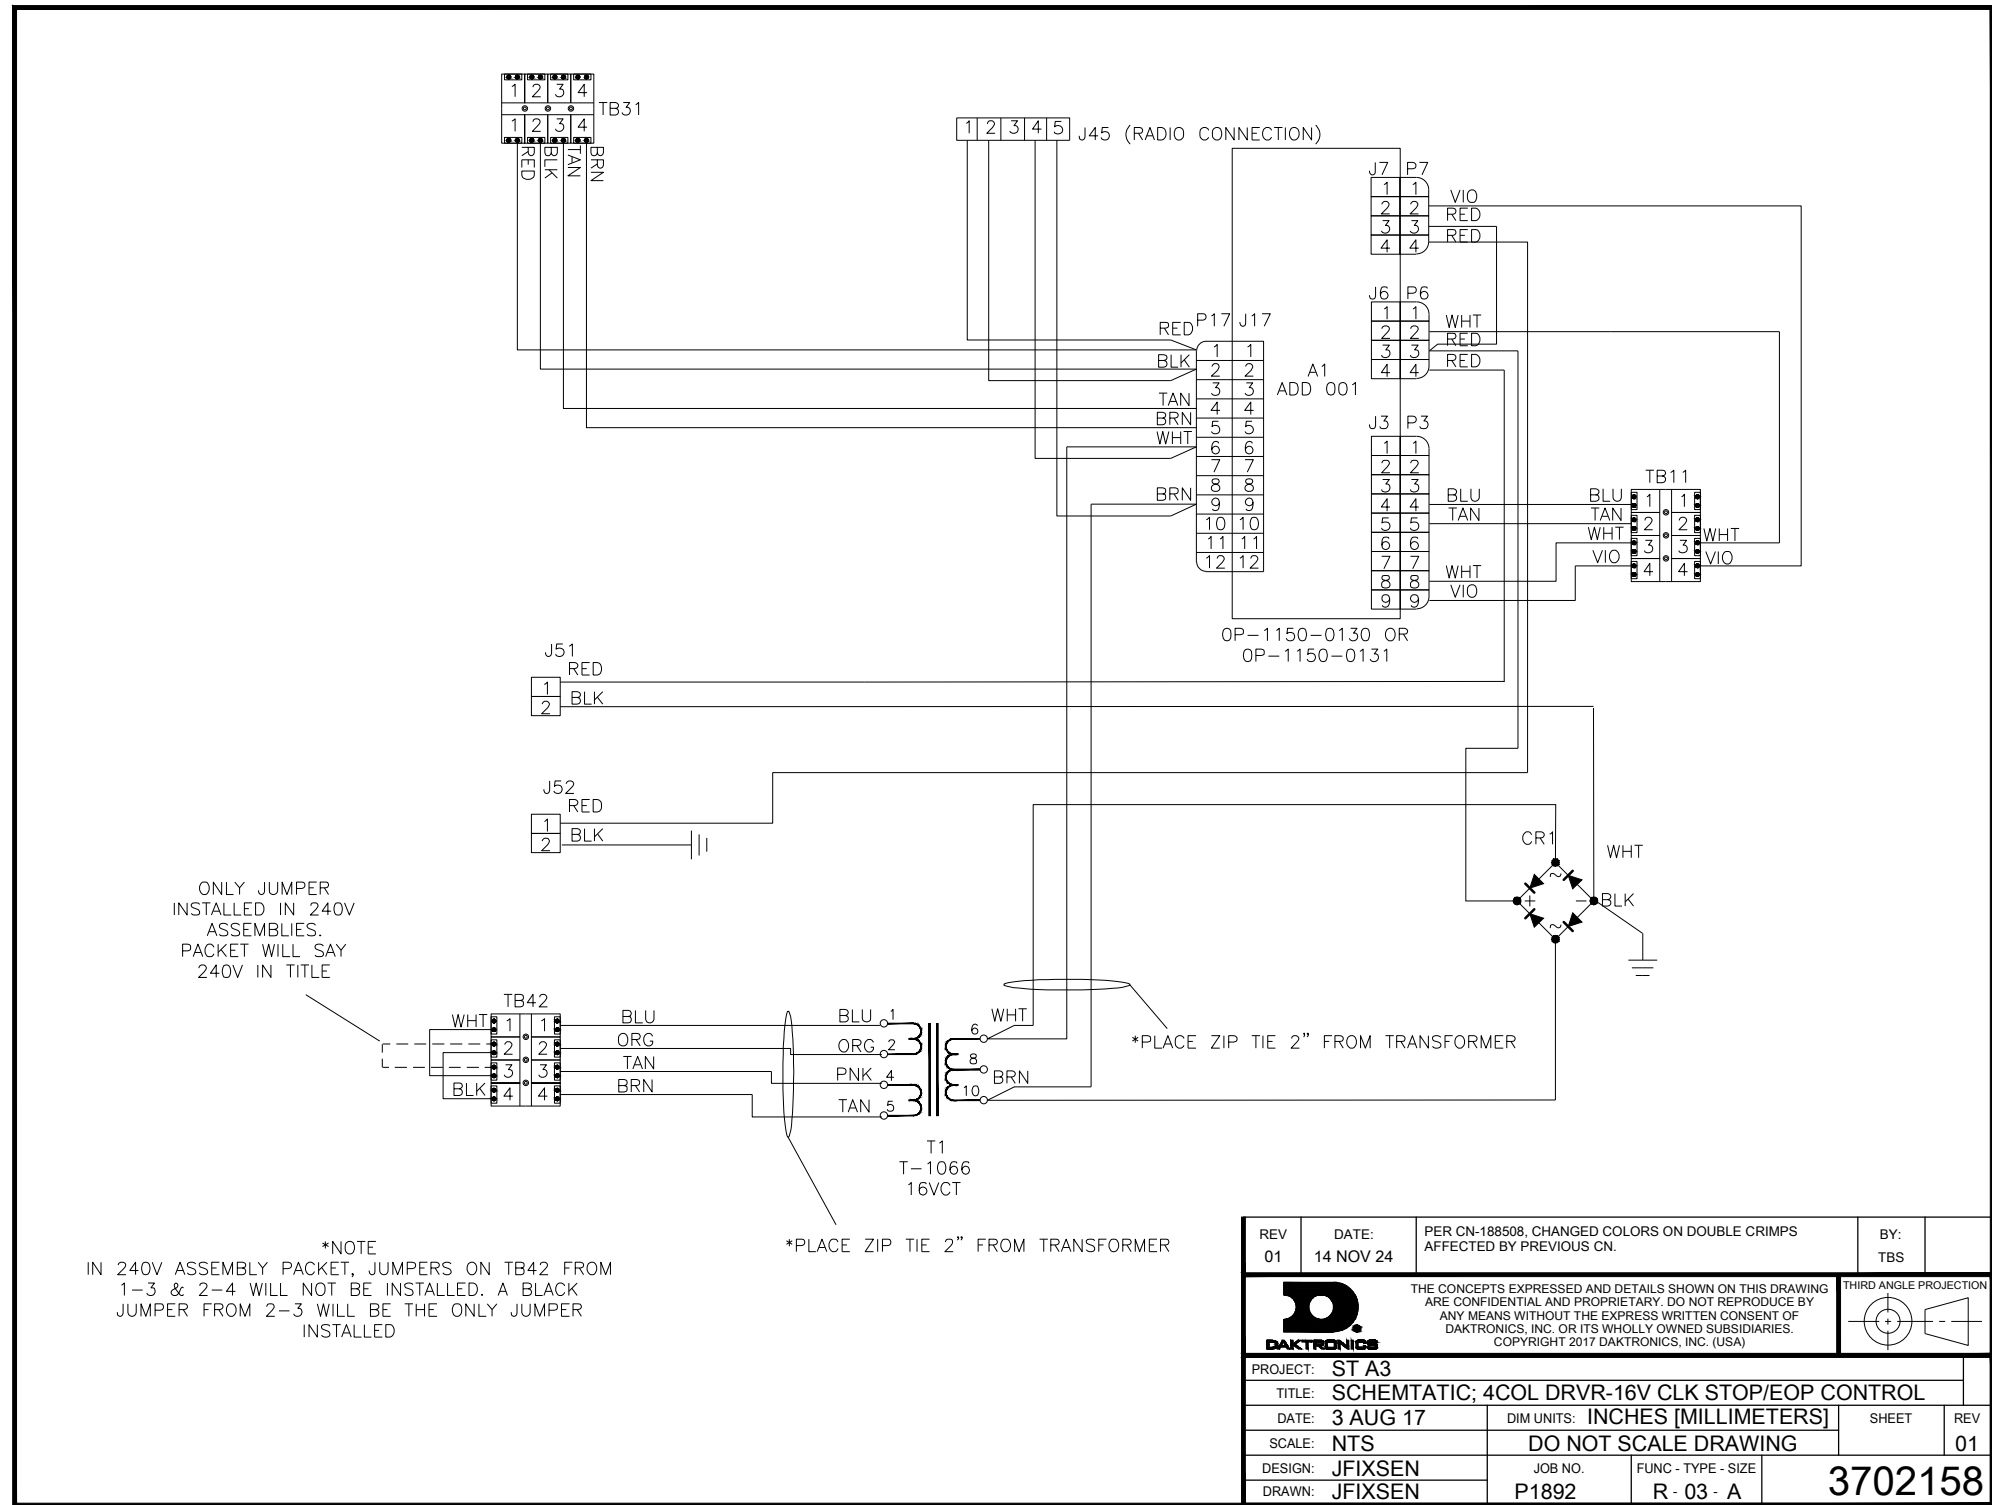 1 2 3 4
TB31
1 2 3 4
RED
BLK
TAN
BRN
1 2 3 4 5 J45 (RADIO CONNECTION)
J7 P7
1 1
2 2 VIO
3 3 RED
4 4 RED
J6 P6
1 1
2 2 WHT
3 3 RED
4 4 RED
P17 J17
RED 1 1
BLK 2 2
3 3
TAN 4 4
BRN 5 5
WHT 6 6
7 7
8 8
BRN 9 9
10 10
11 11
12 12
A1
ADD 001
J3 P3
1 1
2 2
3 3
4 4 BLU
5 5 TAN
6 6
7 7
8 8 WHT
9 9 VIO
TB11
BLU 1 1
TAN 2 2
WHT 3 3 WHT
VIO 4 4 VIO
0P-1150-0130 OR
0P-1150-0131
J51
RED
1
2 BLK
J52
RED
1
2 BLK
CR1
WHT
~
+ - BLK
~
ONLY JUMPER
INSTALLED IN 240V
ASSEMBLIES.
PACKET WILL SAY
240V IN TITLE
TB42
WHT 1 1 BLU
2 2 ORG
3 3 TAN
BLK 4 4 BRN
BLU 1
ORG 2
PNK 4
TAN 5
6 WHT
8
10 BRN
T1
T-1066
16VCT
*PLACE ZIP TIE 2" FROM TRANSFORMER
*PLACE ZIP TIE 2" FROM TRANSFORMER
*NOTE
IN 240V ASSEMBLY PACKET, JUMPERS ON TB42 FROM
1-3 & 2-4 WILL NOT BE INSTALLED. A BLACK
JUMPER FROM 2-3 WILL BE THE ONLY JUMPER
INSTALLED
REV
01
DATE:
14 NOV 24
PER CN-188508, CHANGED COLORS ON DOUBLE CRIMPS
AFFECTED BY PREVIOUS CN.
BY:
TBS
DAKTRONICS
THE CONCEPTS EXPRESSED AND DETAILS SHOWN ON THIS DRAWING
ARE CONFIDENTIAL AND PROPRIETARY. DO NOT REPRODUCE BY
ANY MEANS WITHOUT THE EXPRESS WRITTEN CONSENT OF
DAKTRONICS, INC. OR ITS WHOLLY OWNED SUBSIDIARIES.
COPYRIGHT 2017 DAKTRONICS, INC. (USA)
THIRD ANGLE PROJECTION
PROJECT: ST A3
TITLE: SCHEMTATIC; 4COL DRVR-16V CLK STOP/EOP CONTROL
DATE: 3 AUG 17
DIM UNITS: INCHES [MILLIMETERS]
SHEET
REV
01
SCALE: NTS
DO NOT SCALE DRAWING
DESIGN: JFIXSEN
DRAWN: JFIXSEN
JOB NO.
P1892
FUNC - TYPE - SIZE
R - 03 - A
3702158